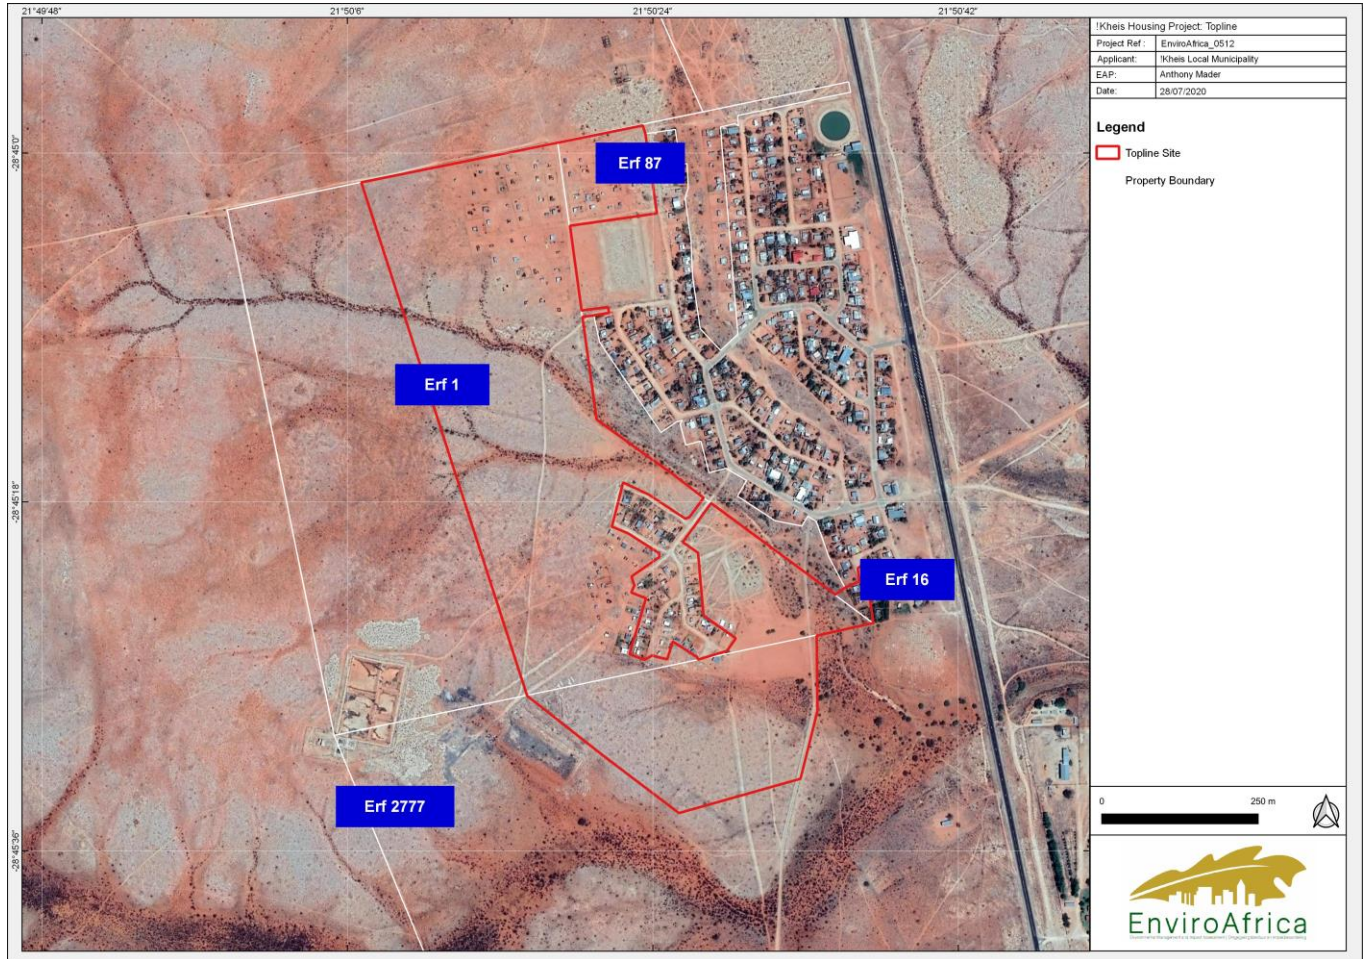 21°49'48"
21°50'6"
21°50'24"
21°50'42"
!Kheis Housing Project: Topline
Project Ref : EnviroAfrica_0512
Applicant: !Kheis Local Municipality
EAP: Anthony Mader
Date: 28/07/2020
Legend
Topline Site
Property Boundary
-28°45'0"
-28°45'18"
-28°45'36"
Erf 87
Erf 1
Erf 16
Erf 2777
0 250 m
EnviroAfrica